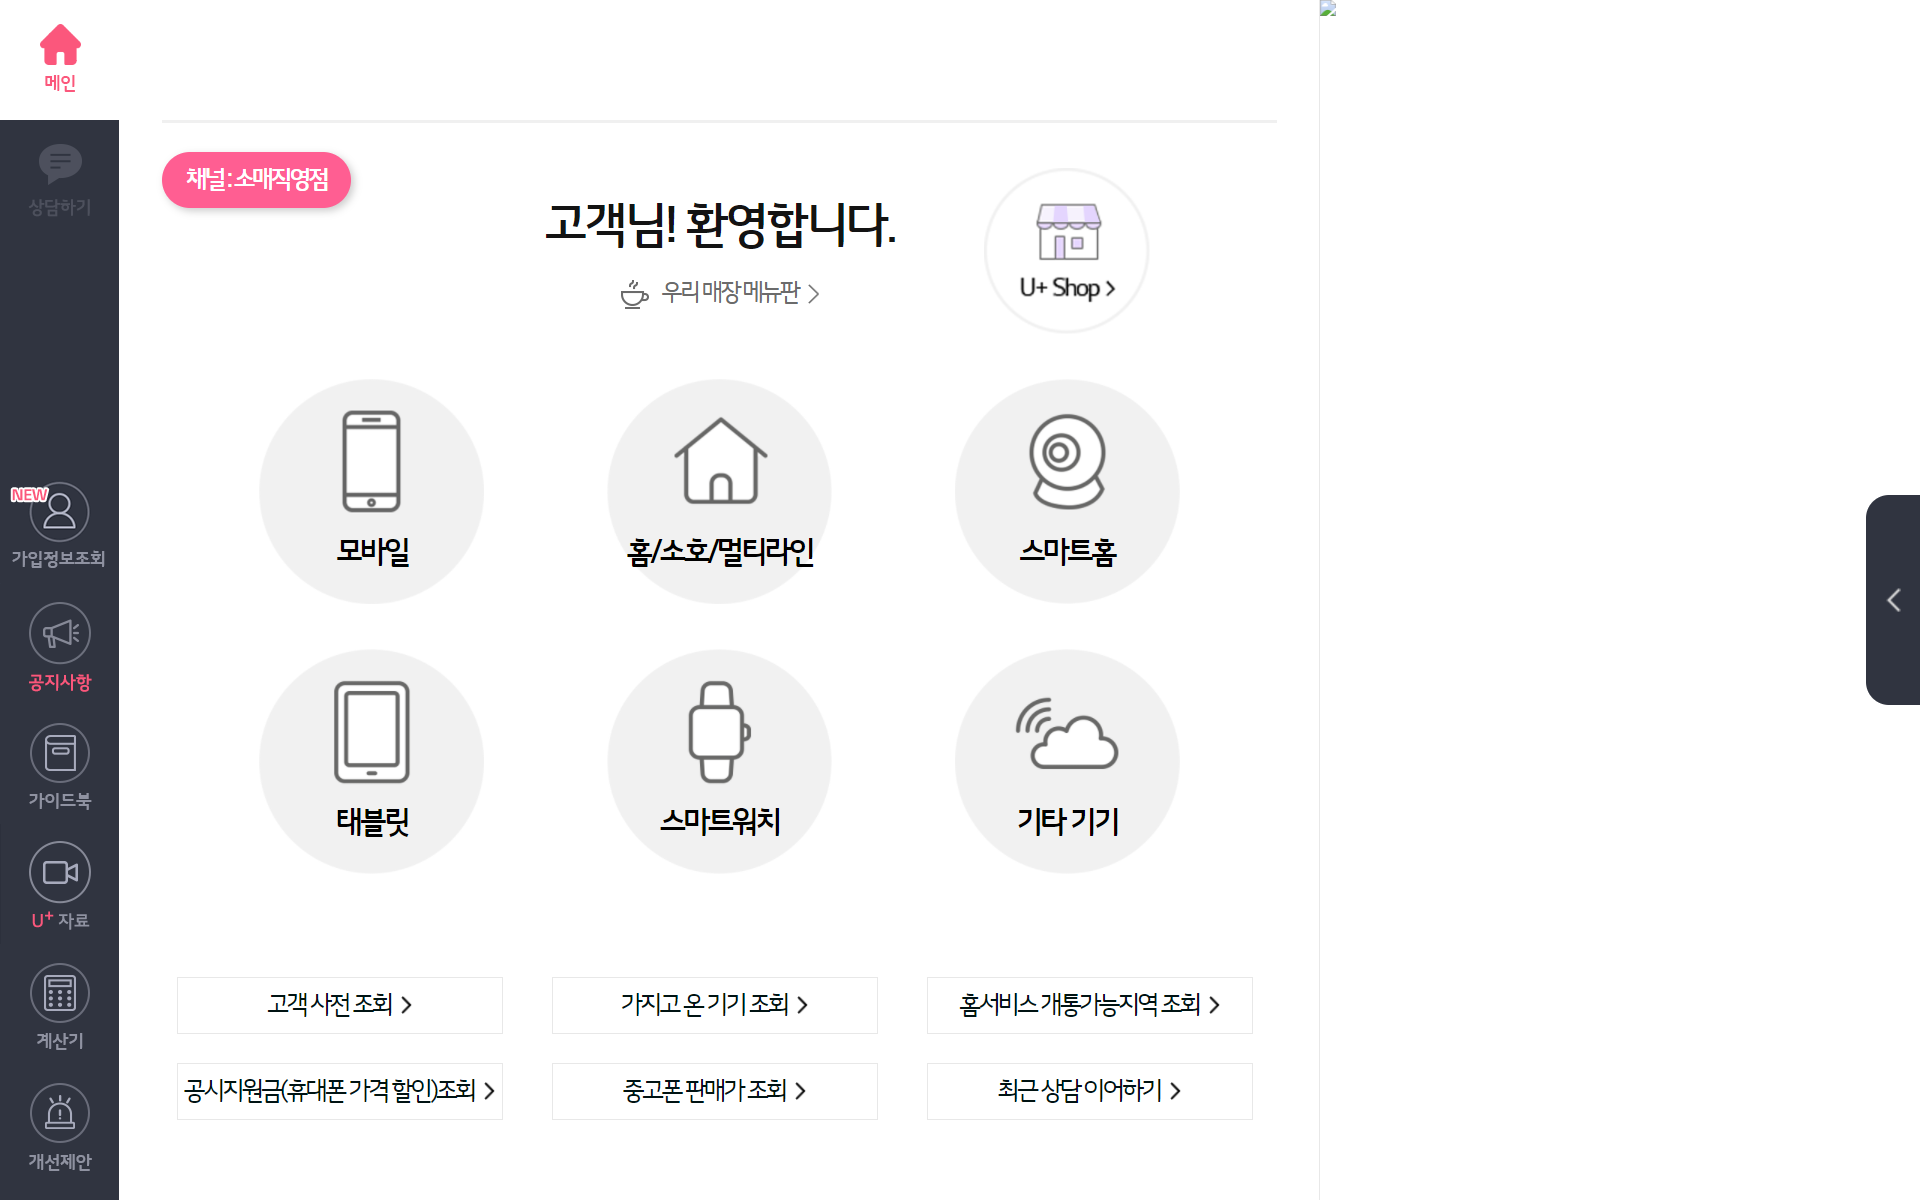 메인
상담하기
NEW
가입정보조회
공지사항
가이드북
U+ 자료
계산기
개선제안
채널 : 소매직영점
고객님! 환영합니다.
우리 매장 메뉴판
U+ Shop
모바일
홈/소호/멀티라인
스마트홈
태블릿
스마트워치
기타 기기
고객 사전 조회
가지고 온 기기 조회
홈서비스 개통가능지역 조회
공시지원금(휴대폰 가격 할인)조회
중고폰 판매가 조회
최근 상담 이어하기